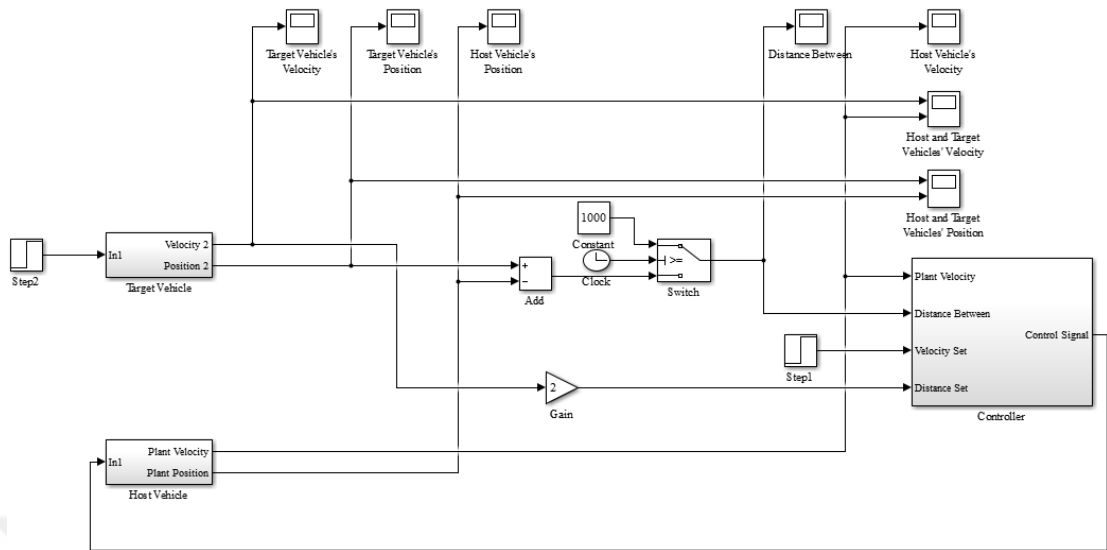 Target Vehicle's
Velocity
Target Vehicle's
Position
Host Vehicle's
Position
Distance Between
Host Vehicle's
Velocity
Host and Target
Vehicles' Velocity
Host and Target
Vehicles' Position
Step2
In1
Velocity 2
Position 2
Target Vehicle
+
−
Add
1000
Constant
Clock
>=
Switch
Plant Velocity
Distance Between
Velocity Set
Distance Set
Control Signal
Controller
Step1
2
Gain
In1
Plant Velocity
Plant Position
Host Vehicle